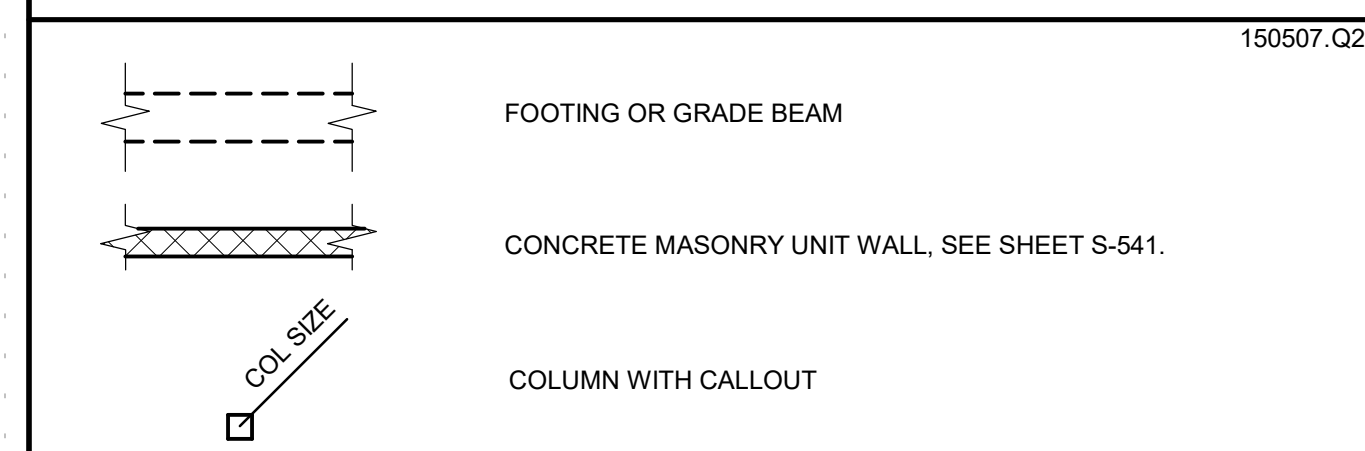 150507.Q2
FOOTING OR GRADE BEAM
CONCRETE MASONRY UNIT WALL, SEE SHEET S-541.
COL SIZE
COLUMN WITH CALLOUT